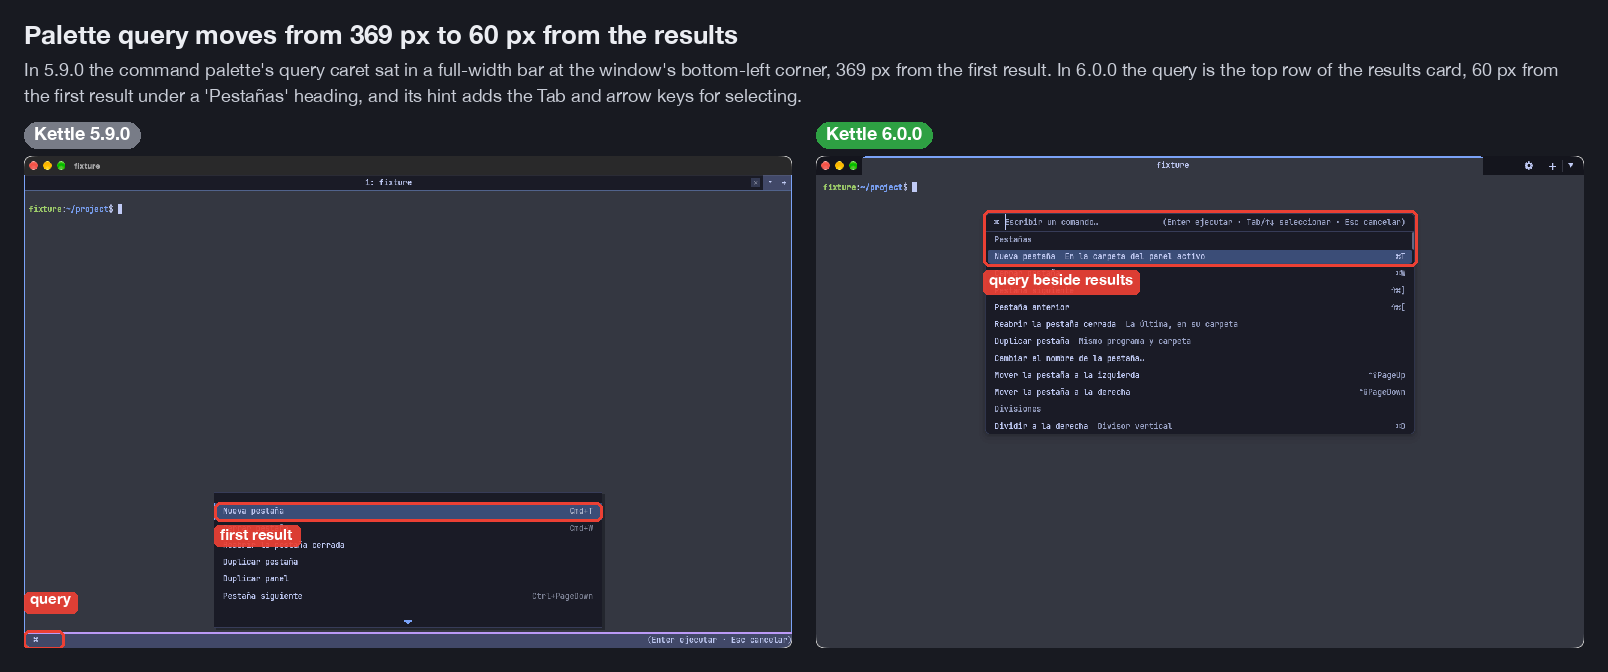 Palette query moves from 369 px to 60 px from the results
In 5.9.0 the command palette's query caret sat in a full-width bar at the window's bottom-left corner, 369 px from the first result. In 6.0.0 the query is the top row of the results card, 60 px from
the first result under a 'Pestañas' heading, and its hint adds the Tab and arrow keys for selecting.
Kettle 5.9.0
fixture
1: fixture
fixture:~/project$
Nueva pestaña Cmd+T
Cmd+W
first result
cerrada
Duplicar pestaña
Duplicar panel
Pestaña siguiente Ctrl+PageDown
query
⌘ (Enter ejecutar · Esc cancelar)
Kettle 6.0.0
fixture
fixture:~/project$
⌘ Escribir un comando… (Enter ejecutar · Tab/↑↓ seleccionar · Esc cancelar)
Pestañas
Nueva pestaña En la carpeta del panel activo ⌘T
query beside results
⌘W
⇧⌘]
Pestaña anterior ⇧⌘[
Reabrir la pestaña cerrada La última, en su carpeta
Duplicar pestaña Mismo programa y carpeta
Cambiar el nombre de la pestaña…
Mover la pestaña a la izquierda ⌃⇧PageUp
Mover la pestaña a la derecha ⌃⇧PageDown
Divisiones
Dividir a la derecha Divisor vertical ⌘D